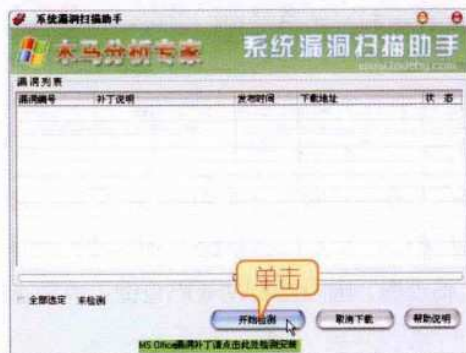 系统漏洞扫描助手
木马分析专家 系统漏洞扫描助手
漏洞列表
漏洞编号 补丁说明 发布时间 下载地址 状 态
单击
全部选定 未检测
开始检测 取消下载 帮助说明
MS Office漏洞补丁请点击此处检测安装